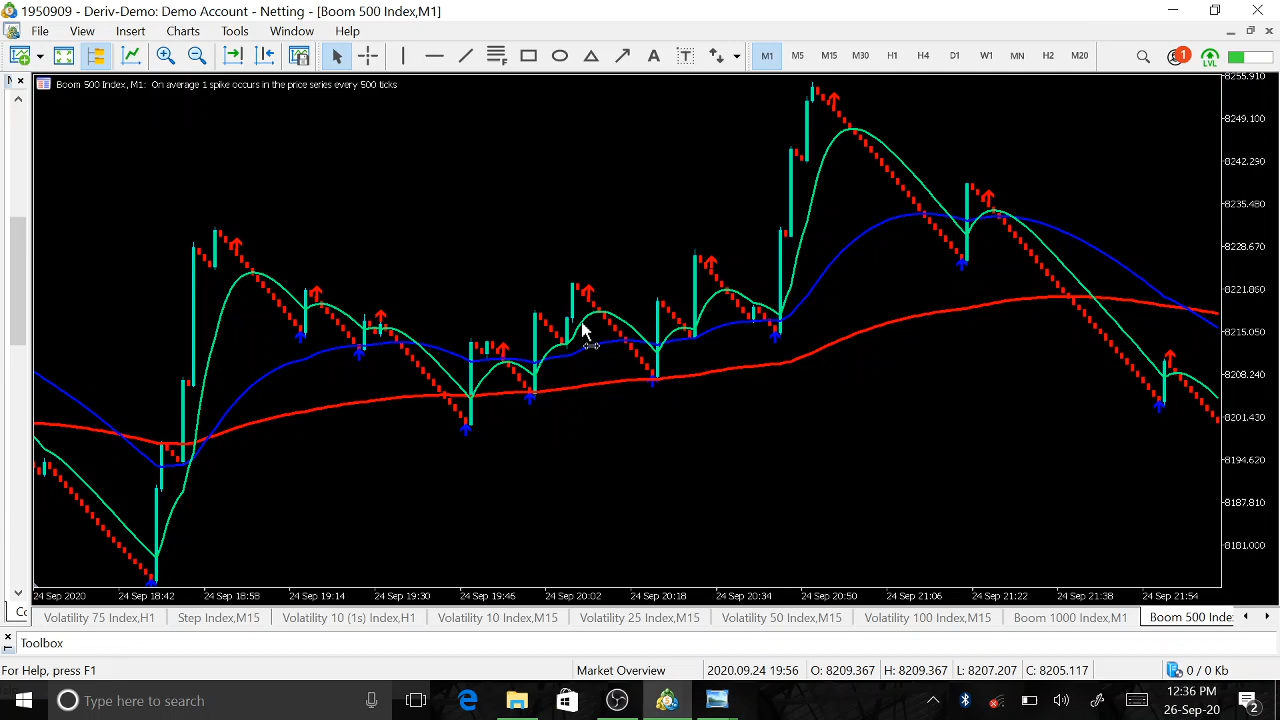 1950909 - Deriv-Demo: Demo Account - Netting - [Boom 500 Index,M1]
File View Insert Charts Tools Window Help
A T M1 M5 M15 M30 H1 H4 D1 W1 MN H2 M20 1 LVL
Boom 500 Index, M1: On average 1 spike occurs in the price series every 500 ticks
8255.910
8249.100
8242.290
8235.480
8228.670
8221.860
8215.050
8208.240
8201.430
8194.620
8187.810
8181.000
24 Sep 2020 24 Sep 18:42 24 Sep 18:58 24 Sep 19:14 24 Sep 19:30 24 Sep 19:46 24 Sep 20:02 24 Sep 20:18 24 Sep 20:34 24 Sep 20:50 24 Sep 21:06 24 Sep 21:22 24 Sep 21:38 24 Sep 21:54
Volatility 75 Index,H1 Step Index,M15 Volatility 10 (1s) Index,H1 Volatility 10 Index,M15 Volatility 25 Index,M15 Volatility 50 Index,M15 Volatility 100 Index,M15 Boom 1000 Index,M1 Boom 500 Inde
Toolbox
For Help, press F1 Market Overview 2020.09.24 19:56 O: 8209.367 H: 8209.367 L: 8207.207 C: 8205.117 0 / 0 Kb
Type here to search
12:36 PM
26-Sep-20
2